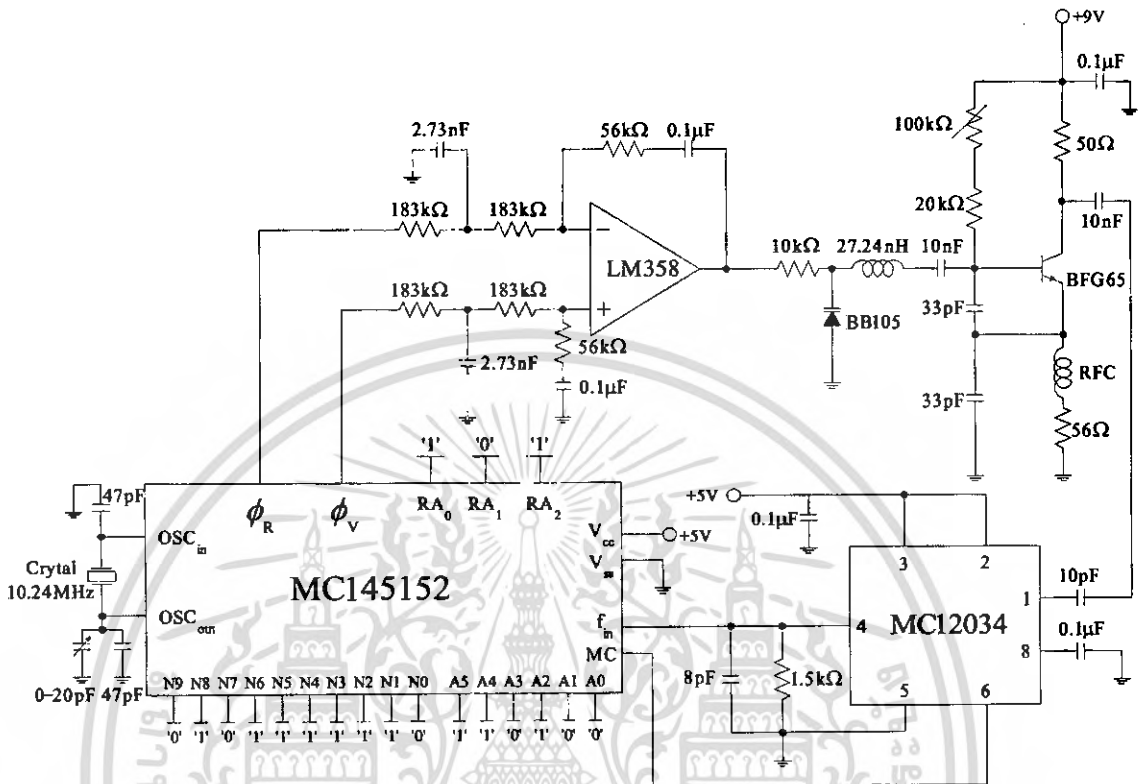 +9V
0.1μF
100kΩ
50Ω
20kΩ
10nF
BFG65
2.73nF
56kΩ 0.1μF
183kΩ 183kΩ
LM358
10kΩ 27.24nH 10nF
183kΩ 183kΩ
BB105
33pF
2.73nF
56kΩ
0.1μF
33pF
RFC
56Ω
'1' '0' '1'
47pF
ϕR ϕV RA0 RA1 RA2
OSCin
Crytal
10.24MHz
MC145152
OSCout
0-20pF 47pF
Vcc
+5V
Vss
fin
MC
N9 N8 N7 N6 N5 N4 N3 N2 N1 N0 A5 A4 A3 A2 A1 A0
'0' '1' '0' '1' '1' '1' '1' '1' '1' '0' '1' '1' '0' '1' '0' '0'
+5V
0.1μF
3 2
10pF
1
4
MC12034
0.1μF
8
8pF
1.5kΩ
5 6